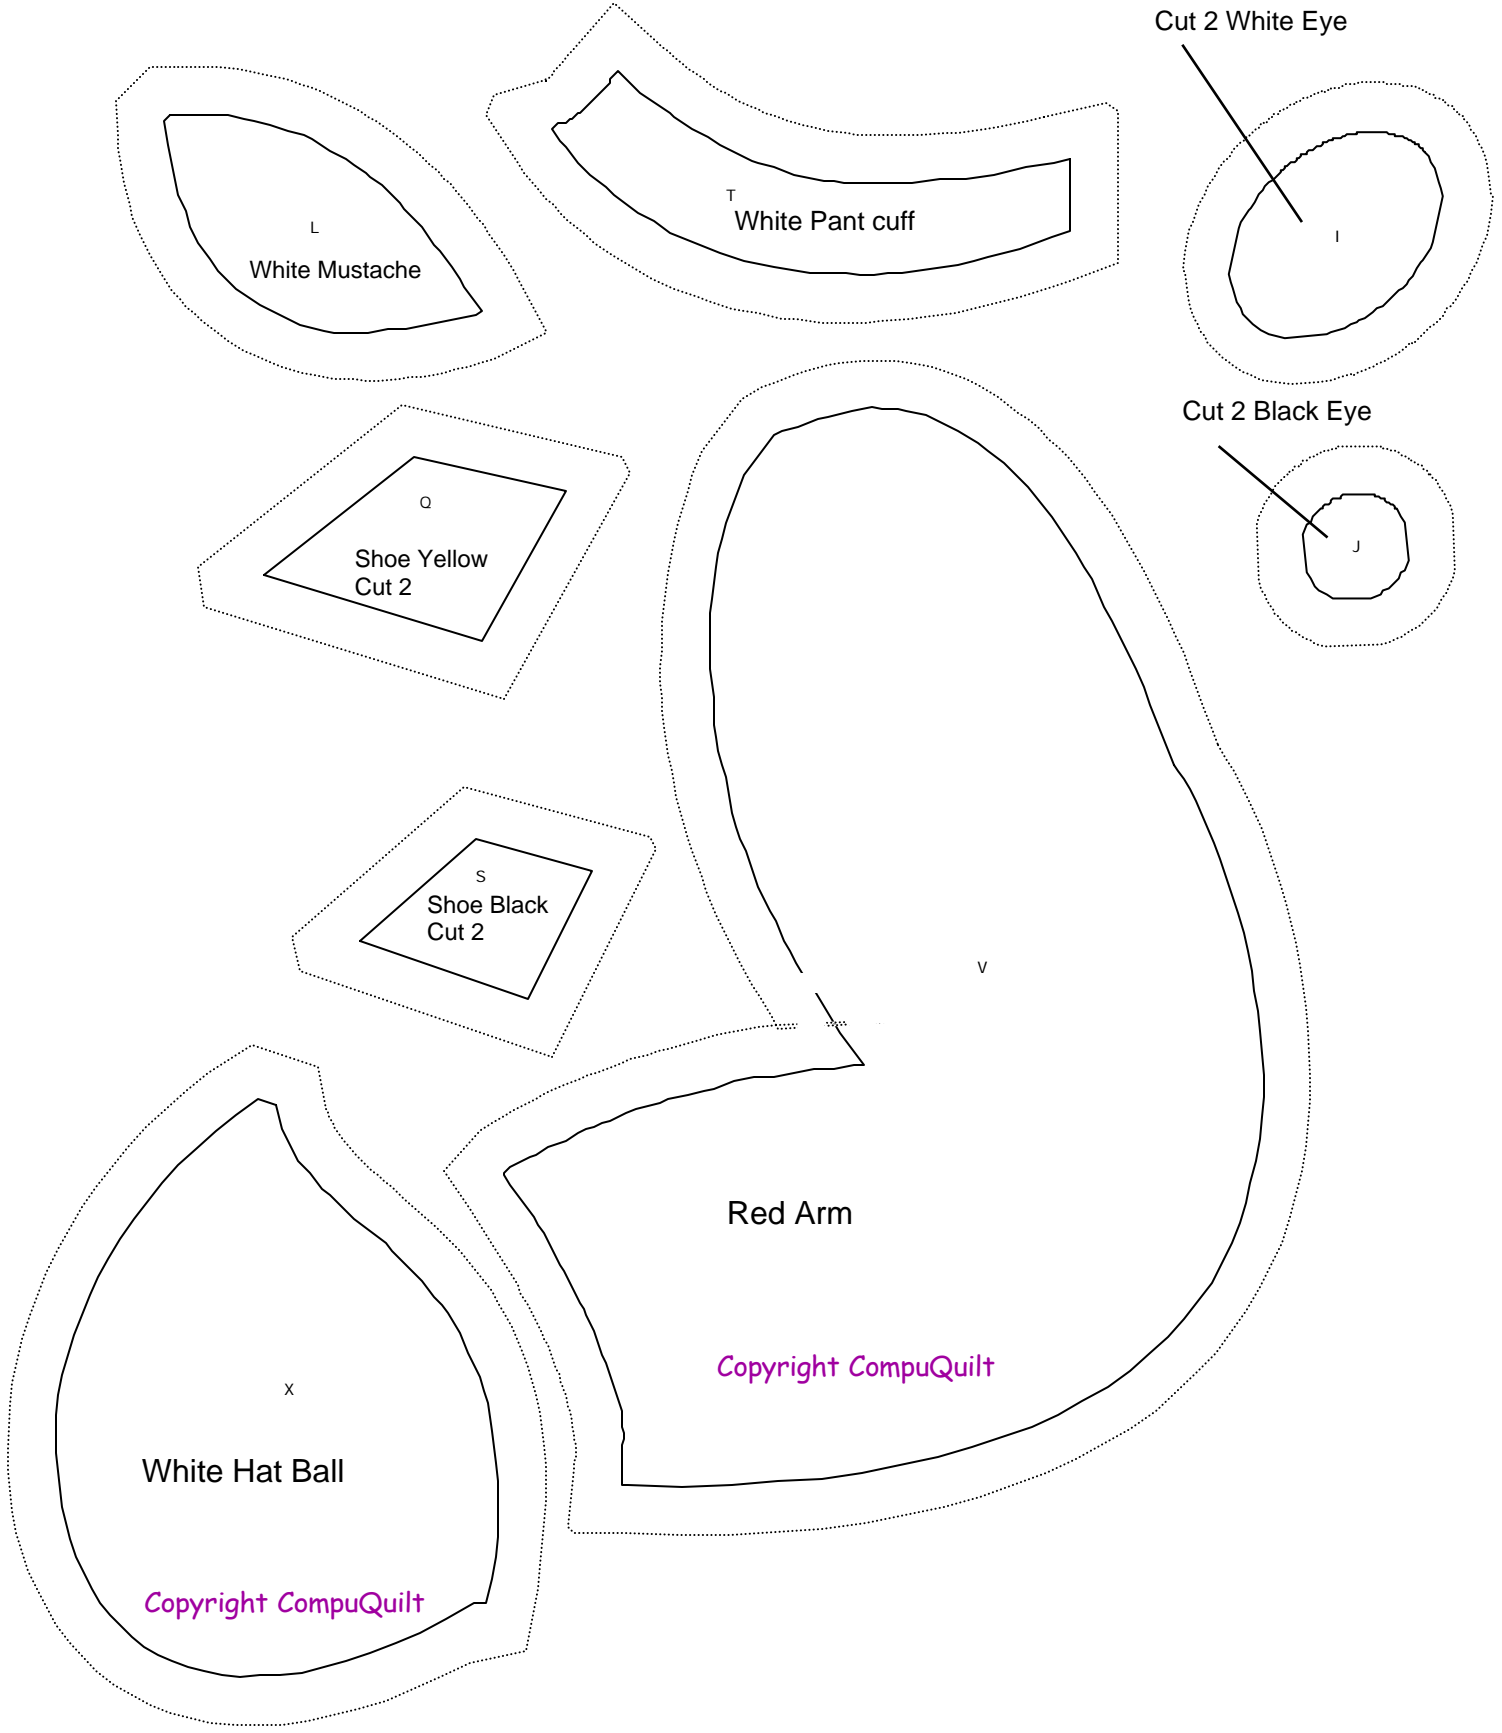 Cut 2 White Eye
T
White Pant cuff
L
White Mustache
I
Cut 2 Black Eye
Q
Shoe Yellow
Cut 2
J
S
Shoe Black
Cut 2
V
Red Arm
Copyright CompuQuilt
X
White Hat Ball
Copyright CompuQuilt